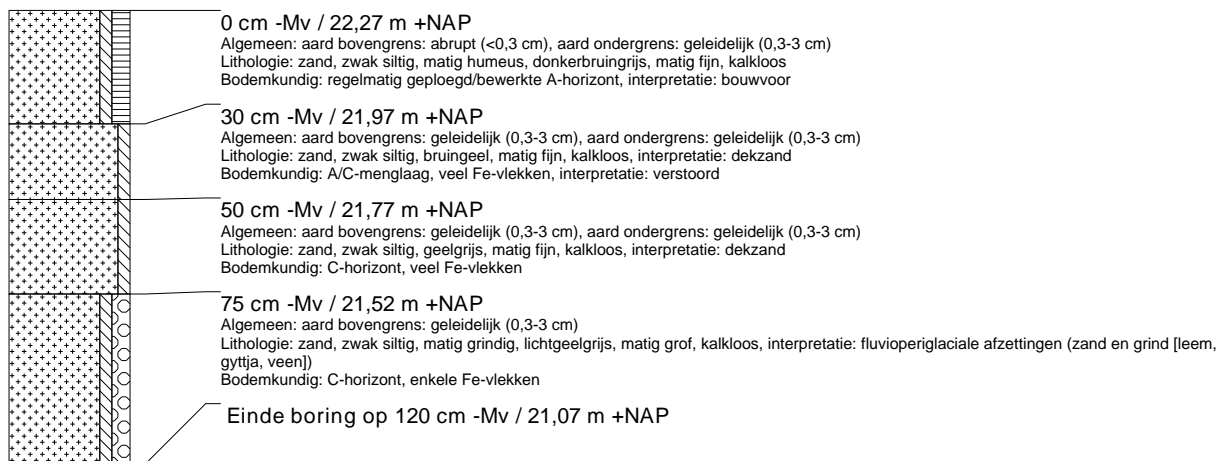 0 cm -Mv / 22,27 m +NAP
Algemeen: aard bovengrens: abrupt (<0,3 cm), aard ondergrens: geleidelijk (0,3-3 cm)
Lithologie: zand, zwak siltig, matig humeus, donkerbruingrijs, matig fijn, kalkloos
Bodemkundig: regelmatig geploegd/bewerkte A-horizont, interpretatie: bouwvoor
30 cm -Mv / 21,97 m +NAP
Algemeen: aard bovengrens: geleidelijk (0,3-3 cm), aard ondergrens: geleidelijk (0,3-3 cm)
Lithologie: zand, zwak siltig, bruingeel, matig fijn, kalkloos, interpretatie: dekzand
Bodemkundig: A/C-menglaag, veel Fe-vlekken, interpretatie: verstoord
50 cm -Mv / 21,77 m +NAP
Algemeen: aard bovengrens: geleidelijk (0,3-3 cm), aard ondergrens: geleidelijk (0,3-3 cm)
Lithologie: zand, zwak siltig, geelgrijs, matig fijn, kalkloos, interpretatie: dekzand
Bodemkundig: C-horizont, veel Fe-vlekken
75 cm -Mv / 21,52 m +NAP
Algemeen: aard bovengrens: geleidelijk (0,3-3 cm)
Lithologie: zand, zwak siltig, matig grindig, lichtgeelgrijs, matig grof, kalkloos, interpretatie: fluvioperiglaciale afzettingen (zand en grind [leem,
gyttja, veen])
Bodemkundig: C-horizont, enkele Fe-vlekken
Einde boring op 120 cm -Mv / 21,07 m +NAP